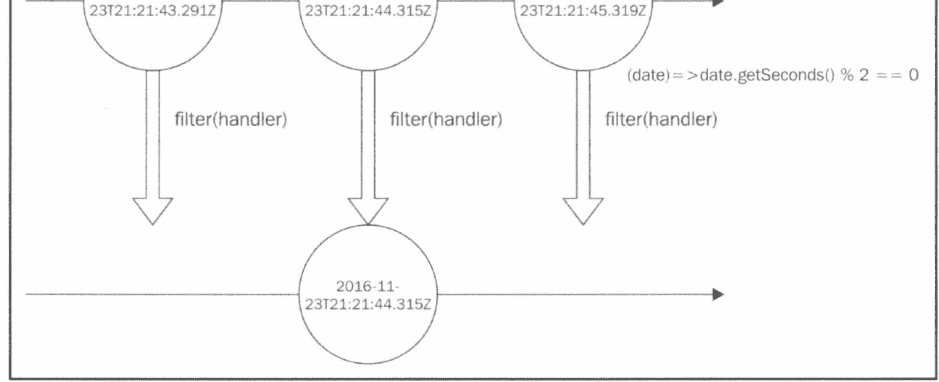 23T21:21:43.291Z
23T21:21:44.315Z
23T21:21:45.319Z
(date)=>date.getSeconds() % 2 == 0
filter(handler)
filter(handler)
filter(handler)
2016-11-
23T21:21:44.315Z